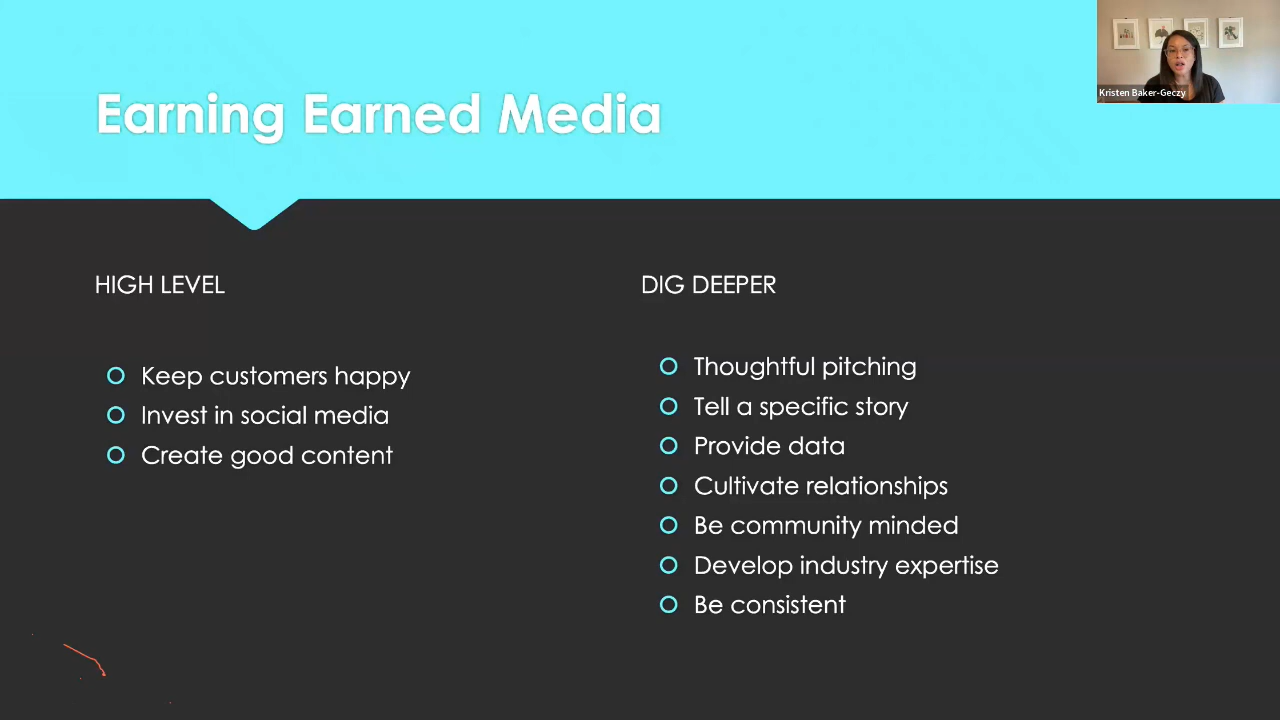 Earning Earned Media
Kristen Baker-Geczy
HIGH LEVEL
Keep customers happy
Invest in social media
Create good content
DIG DEEPER
Thoughtful pitching
Tell a specific story
Provide data
Cultivate relationships
Be community minded
Develop industry expertise
Be consistent